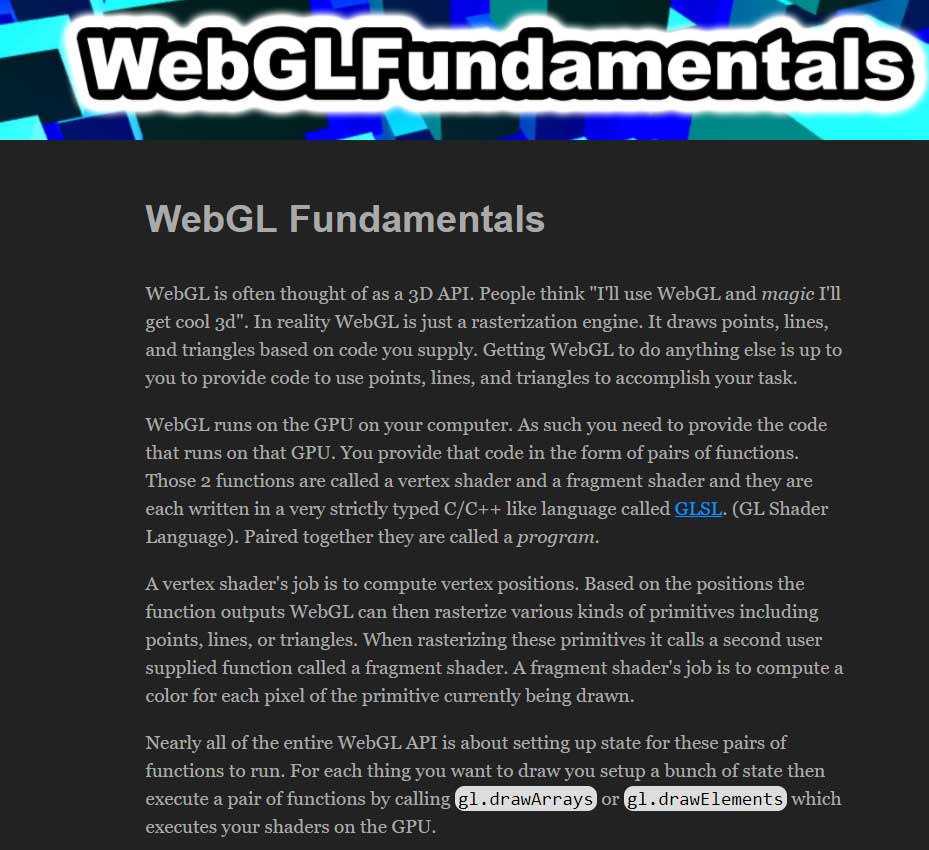 WebGLFundamentals
WebGL Fundamentals
WebGL is often thought of as a 3D API. People think "I'll use WebGL and magic I'll
get cool 3d". In reality WebGL is just a rasterization engine. It draws points, lines,
and triangles based on code you supply. Getting WebGL to do anything else is up to
you to provide code to use points, lines, and triangles to accomplish your task.
WebGL runs on the GPU on your computer. As such you need to provide the code
that runs on that GPU. You provide that code in the form of pairs of functions.
Those 2 functions are called a vertex shader and a fragment shader and they are
each written in a very strictly typed C/C++ like language called GLSL. (GL Shader
Language). Paired together they are called a program.
A vertex shader's job is to compute vertex positions. Based on the positions the
function outputs WebGL can then rasterize various kinds of primitives including
points, lines, or triangles. When rasterizing these primitives it calls a second user
supplied function called a fragment shader. A fragment shader's job is to compute a
color for each pixel of the primitive currently being drawn.
Nearly all of the entire WebGL API is about setting up state for these pairs of
functions to run. For each thing you want to draw you setup a bunch of state then
execute a pair of functions by calling gl.drawArrays or gl.drawElements which
executes your shaders on the GPU.